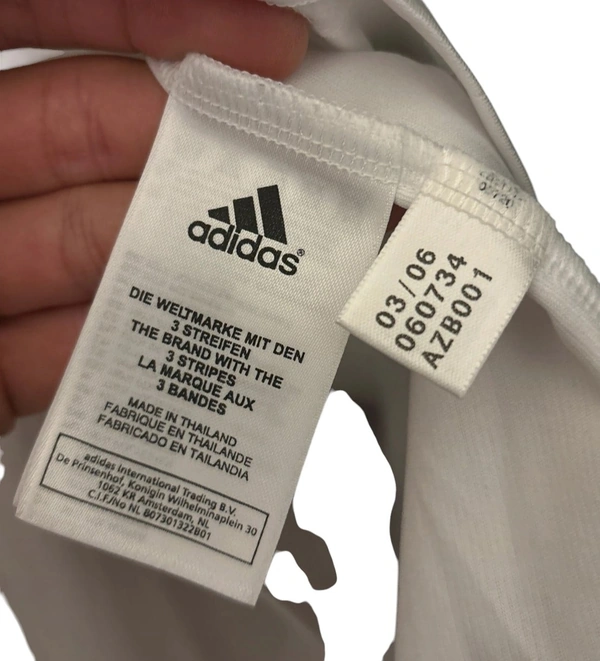 adidas®
DIE WELTMARKE MIT DEN
3 STREIFEN
THE BRAND WITH THE
3 STRIPES
LA MARQUE AUX
3 BANDES
MADE IN THAILAND
FABRIQUE EN THAILANDE
FABRICADO EN TAILANDIA
adidas International Trading B.V.
De Prinsenhof, Konigin Wilhelminaplein 30
1062 KR Amsterdam, NL
C.I.F/No NL B07301322B01
03/06
060734
AZB001